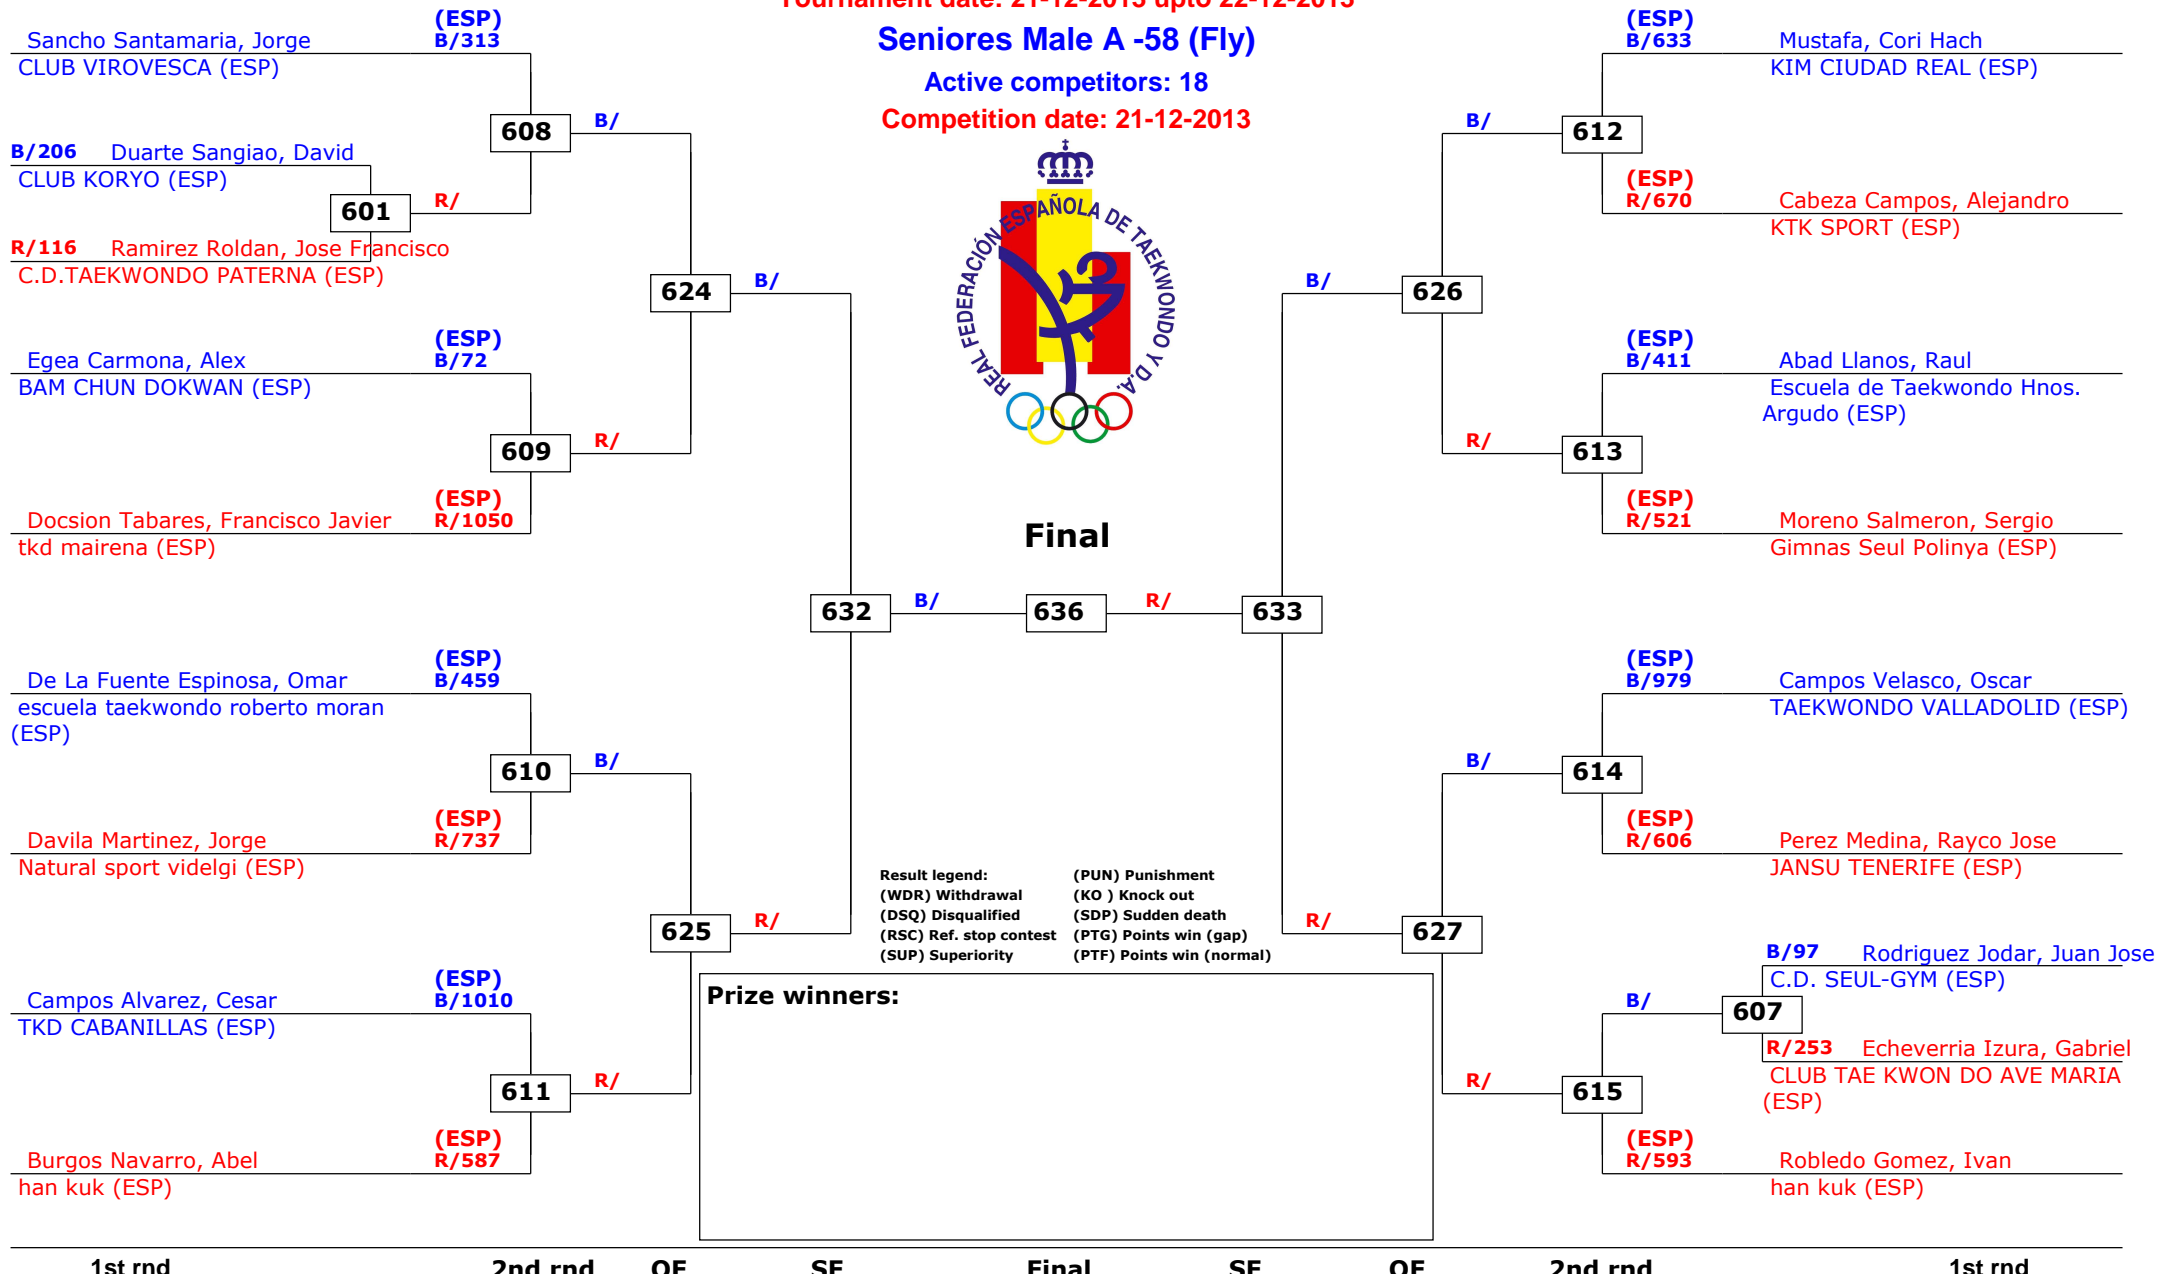 Tournament date: 21-12-2013 upto 22-12-2013
Seniores Male A -58 (Fly)
Active competitors: 18
Competition date: 21-12-2013
REAL FEDERACIÓN ESPAÑOLA DE TAEKWONDO Y D.A.
(ESP)
Sancho Santamaria, Jorge B/313
CLUB VIROVESCA (ESP)
608 B/
B/206 Duarte Sangiao, David
CLUB KORYO (ESP)
601 R/
R/116 Ramirez Roldan, Jose Francisco
C.D.TAEKWONDO PATERNA (ESP)
624 B/
(ESP)
Egea Carmona, Alex B/72
BAM CHUN DOKWAN (ESP)
609 R/
(ESP)
Docsion Tabares, Francisco Javier R/1050
tkd mairena (ESP)
632 B/
(ESP)
De La Fuente Espinosa, Omar B/459
escuela taekwondo roberto moran
(ESP)
610 B/
(ESP)
Davila Martinez, Jorge R/737
Natural sport videlgi (ESP)
625 R/
(ESP)
Campos Alvarez, Cesar B/1010
TKD CABANILLAS (ESP)
611 R/
(ESP)
Burgos Navarro, Abel R/587
han kuk (ESP)
Final
636
(ESP)
B/633 Mustafa, Cori Hach
KIM CIUDAD REAL (ESP)
B/ 612
(ESP)
R/670 Cabeza Campos, Alejandro
KTK SPORT (ESP)
B/ 626
(ESP)
B/411 Abad Llanos, Raul
Escuela de Taekwondo Hnos.
Argudo (ESP)
R/ 613
(ESP)
R/521 Moreno Salmeron, Sergio
Gimnas Seul Polinya (ESP)
R/ 633
(ESP)
B/979 Campos Velasco, Oscar
TAEKWONDO VALLADOLID (ESP)
B/ 614
(ESP)
R/606 Perez Medina, Rayco Jose
JANSU TENERIFE (ESP)
R/ 627
B/97 Rodriguez Jodar, Juan Jose
C.D. SEUL-GYM (ESP)
B/ 607
R/253 Echeverria Izura, Gabriel
CLUB TAE KWON DO AVE MARIA
(ESP)
R/ 615
(ESP)
R/593 Robledo Gomez, Ivan
han kuk (ESP)
Result legend: (PUN) Punishment
(WDR) Withdrawal (KO ) Knock out
(DSQ) Disqualified (SDP) Sudden death
(RSC) Ref. stop contest (PTG) Points win (gap)
(SUP) Superiority (PTF) Points win (normal)
Prize winners:
1st rnd 2nd rnd QF SF Final SF QF 2nd rnd 1st rnd